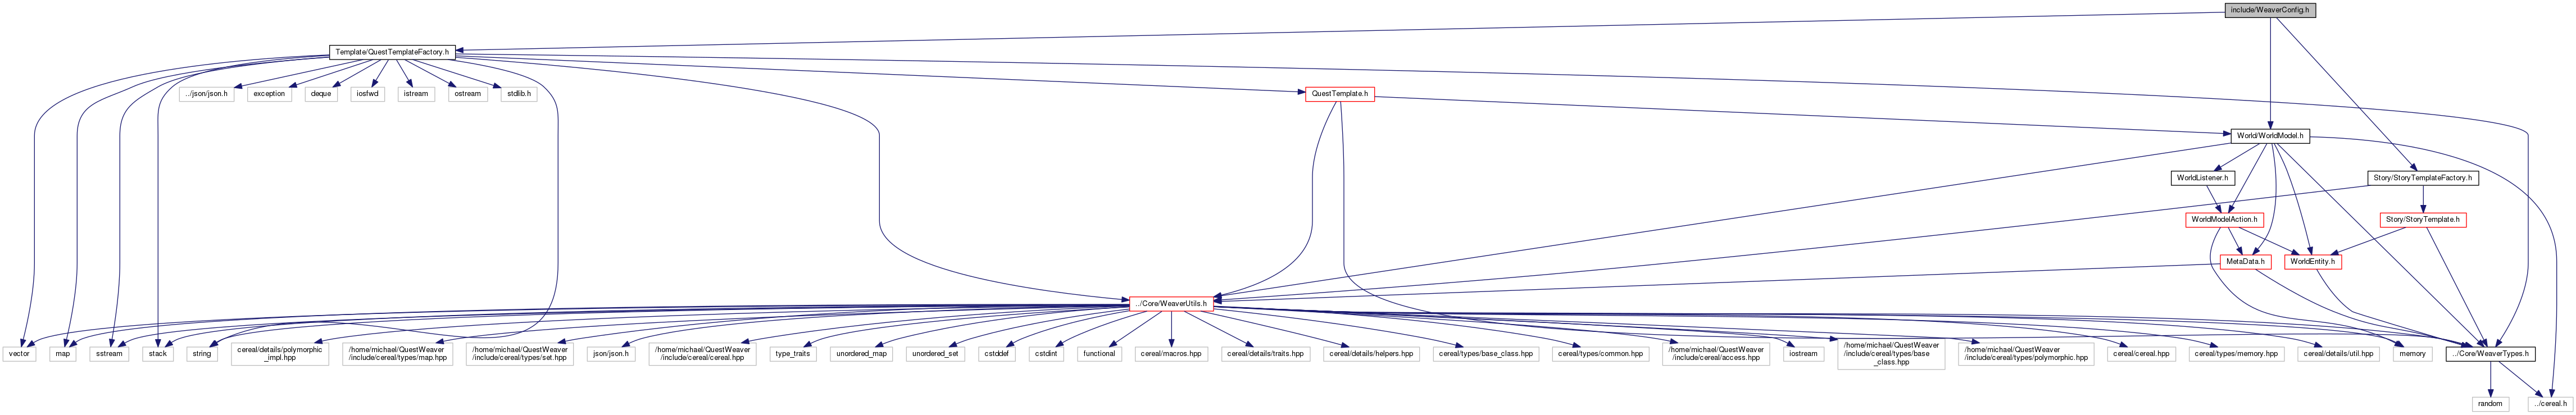 include/WeaverConfig.h
Template/QuestTemplateFactory.h
../json/json.h
exception
deque
iosfwd
istream
ostream
stdlib.h
QuestTemplate.h
World/WorldModel.h
WorldListener.h
Story/StoryTemplateFactory.h
WorldModelAction.h
Story/StoryTemplate.h
MetaData.h
WorldEntity.h
../Core/WeaverUtils.h
vector
map
sstream
stack
string
cereal/details/polymorphic
_impl.hpp
/home/michael/QuestWeaver
/include/cereal/types/map.hpp
/home/michael/QuestWeaver
/include/cereal/types/set.hpp
json/json.h
/home/michael/QuestWeaver
/include/cereal/cereal.hpp
type_traits
unordered_map
unordered_set
cstddef
cstdint
functional
cereal/macros.hpp
cereal/details/traits.hpp
cereal/details/helpers.hpp
cereal/types/base_class.hpp
cereal/types/common.hpp
/home/michael/QuestWeaver
/include/cereal/access.hpp
iostream
/home/michael/QuestWeaver
/include/cereal/types/base
_class.hpp
/home/michael/QuestWeaver
/include/cereal/types/polymorphic.hpp
cereal/cereal.hpp
cereal/types/memory.hpp
cereal/details/util.hpp
memory
../Core/WeaverTypes.h
random
../cereal.h